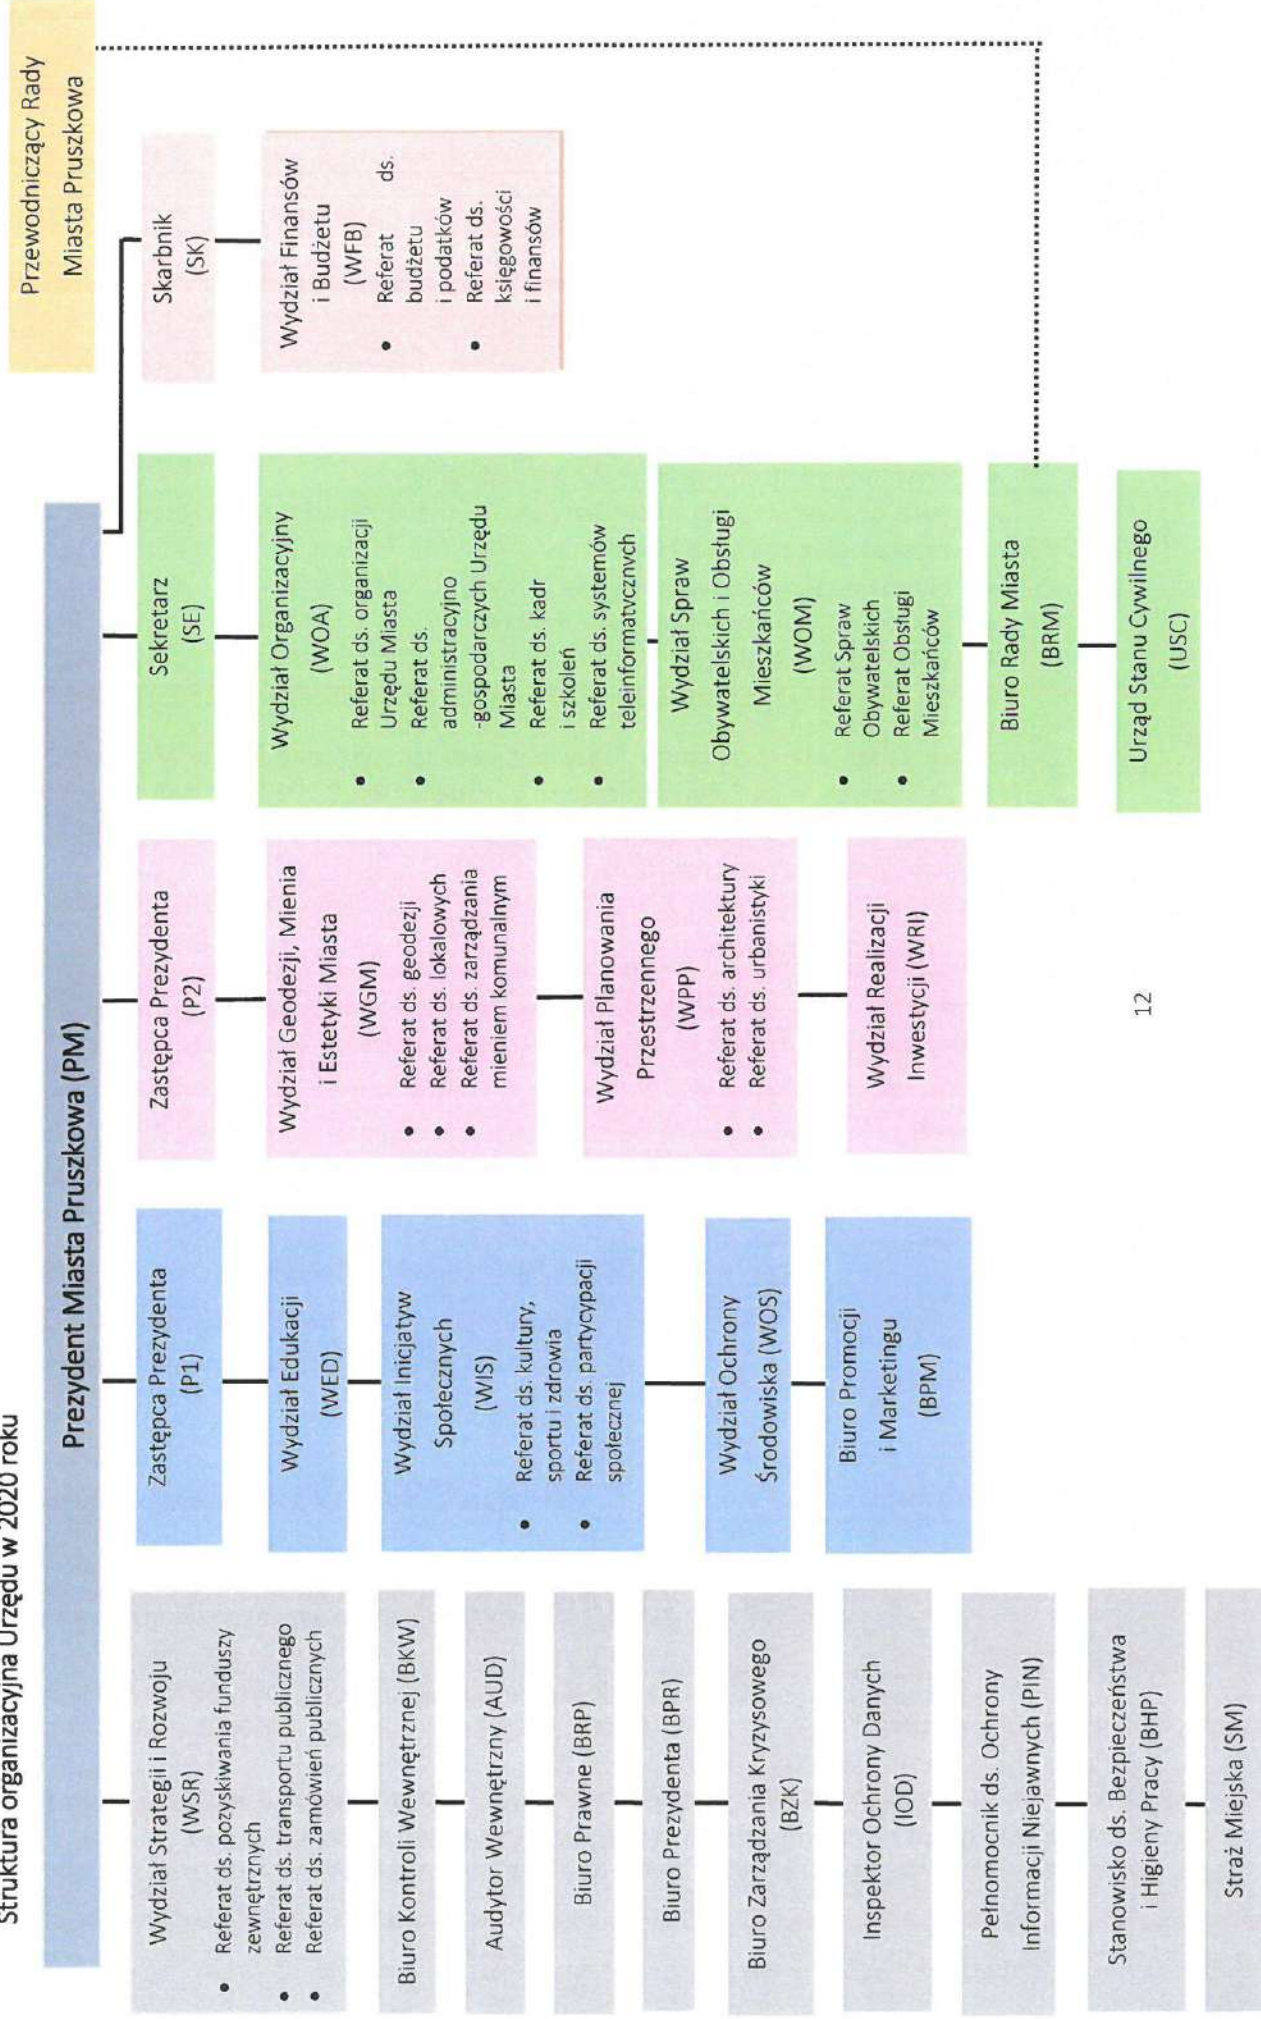 Struktura organizacyjna Urzędu w 2020 roku
Przewodniczący Rady
Miasta Pruszkowa
Prezydent Miasta Pruszkowa (PM)
Wydział Strategii i Rozwoju
(WSR)
• Referat ds. pozyskiwania funduszy
zewnętrznych
• Referat ds. transportu publicznego
• Referat ds. zamówień publicznych
Biuro Kontroli Wewnętrznej (BKW)
Audytor Wewnętrzny (AUD)
Biuro Prawne (BRP)
Biuro Prezydenta (BPR)
Biuro Zarządzania Kryzysowego
(BZK)
Inspektor Ochrony Danych
(IOD)
Pełnomocnik ds. Ochrony
Informacji Niejawnych (PIN)
Stanowisko ds. Bezpieczeństwa
i Higieny Pracy (BHP)
Straż Miejska (SM)
Zastępca Prezydenta
(P1)
Wydział Edukacji
(WED)
Wydział Inicjatyw
Społecznych
(WIS)
• Referat ds. kultury,
sportu i zdrowia
• Referat ds. partycypacji
społecznej
Wydział Ochrony
Środowiska (WOS)
Biuro Promocji
i Marketingu
(BPM)
Zastępca Prezydenta
(P2)
Wydział Geodezji, Mienia
i Estetyki Miasta
(WGM)
• Referat ds. geodezji
• Referat ds. lokalowych
• Referat ds. zarządzania
mieniem komunalnym
Wydział Planowania
Przestrzennego
(WPP)
• Referat ds. architektury
• Referat ds. urbanistyki
Wydział Realizacji
Inwestycji (WRI)
Sekretarz
(SE)
Wydział Organizacyjny
(WOA)
• Referat ds. organizacji
Urzędu Miasta
• Referat ds.
administracyjno
-gospodarczych Urzędu
Miasta
• Referat ds. kadr
i szkoleń
• Referat ds. systemów
teleinformatycznych
Wydział Spraw
Obywatelskich i Obsługi
Mieszkańców
(WOM)
• Referat Spraw
Obywatelskich
• Referat Obsługi
Mieszkańców
Biuro Rady Miasta
(BRM)
Urząd Stanu Cywilnego
(USC)
Skarbnik
(SK)
Wydział Finansów
i Budżetu
(WFB)
• Referat ds.
budżetu
i podatków
• Referat ds.
księgowości
i finansów
12